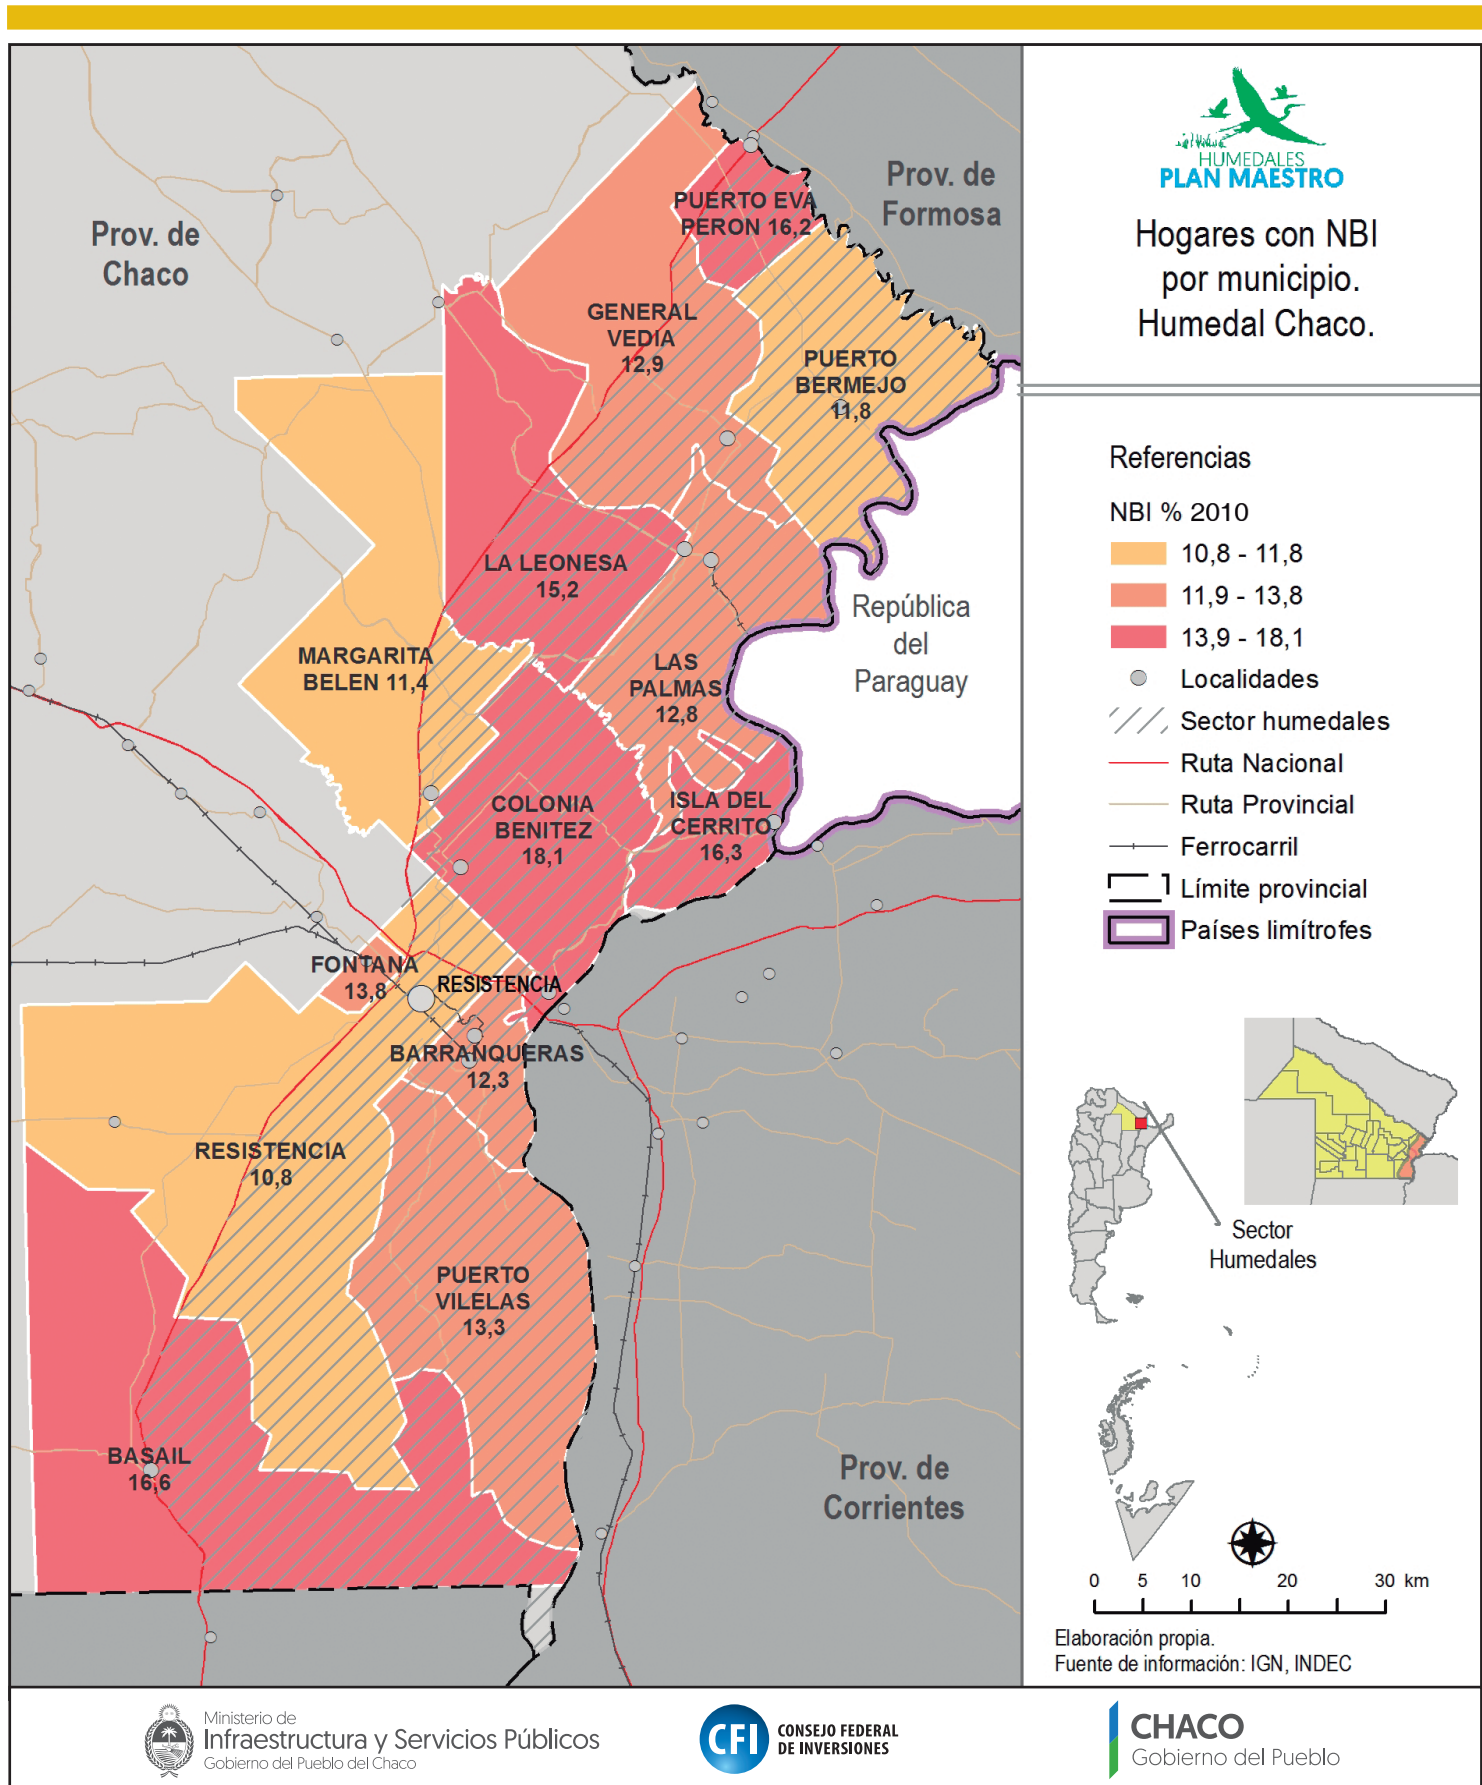 Prov. de
Chaco
Prov. de
Formosa
PUERTO EVA
PERON 16,2
GENERAL
VEDIA
12,9
PUERTO
BERMEJO
11,8
LA LEONESA
15,2
República
del
Paraguay
MARGARITA
BELEN 11,4
LAS
PALMAS
12,8
COLONIA
BENITEZ
18,1
ISLA DEL
CERRITO
16,3
FONTANA
13,8
RESISTENCIA
BARRANQUERAS
12,3
RESISTENCIA
10,8
PUERTO
VILELAS
13,3
BASAIL
16,6
Prov. de
Corrientes
HUMEDALES
PLAN MAESTRO
Hogares con NBI
por municipio.
Humedal Chaco.
Referencias
NBI % 2010
10,8 - 11,8
11,9 - 13,8
13,9 - 18,1
Localidades
Sector humedales
Ruta Nacional
Ruta Provincial
Ferrocarril
Límite provincial
Países limítrofes
Sector
Humedales
0 5 10 20 30 km
Elaboración propia.
Fuente de información: IGN, INDEC
Ministerio de
Infraestructura y Servicios Públicos
Gobierno del Pueblo del Chaco
CFI
CONSEJO FEDERAL
DE INVERSIONES
CHACO
Gobierno del Pueblo